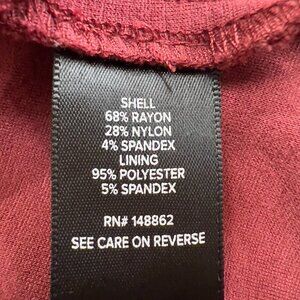 SHELL
68% RAYON
28% NYLON
4% SPANDEX
LINING
95% POLYESTER
5% SPANDEX
RN# 148862
SEE CARE ON REVERSE